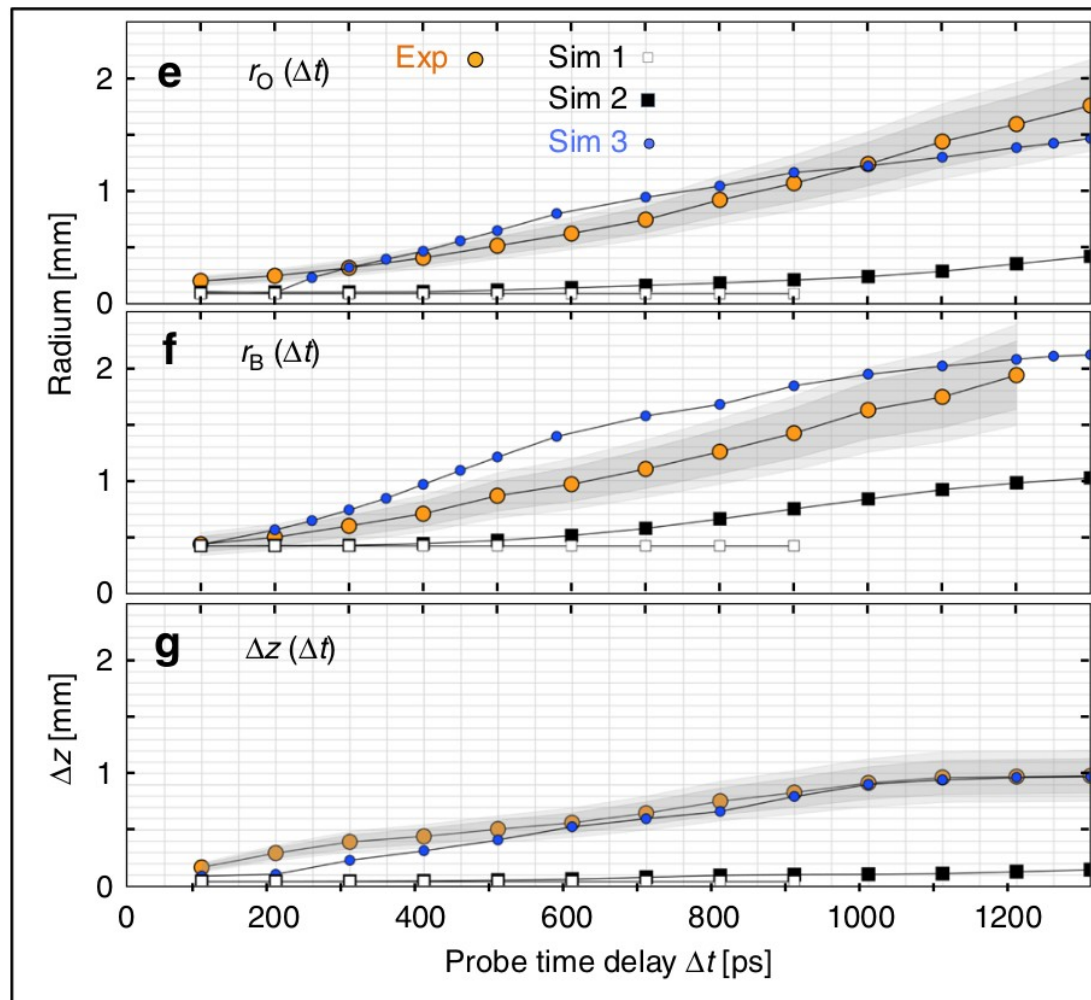 e r_O (Δt)
Exp
Sim 1
Sim 2
Sim 3
2
1
0
Radium [mm]
f r_B (Δt)
2
1
0
g Δz (Δt)
2
1
0
Δz [mm]
0 200 400 600 800 1000 1200
Probe time delay Δt [ps]